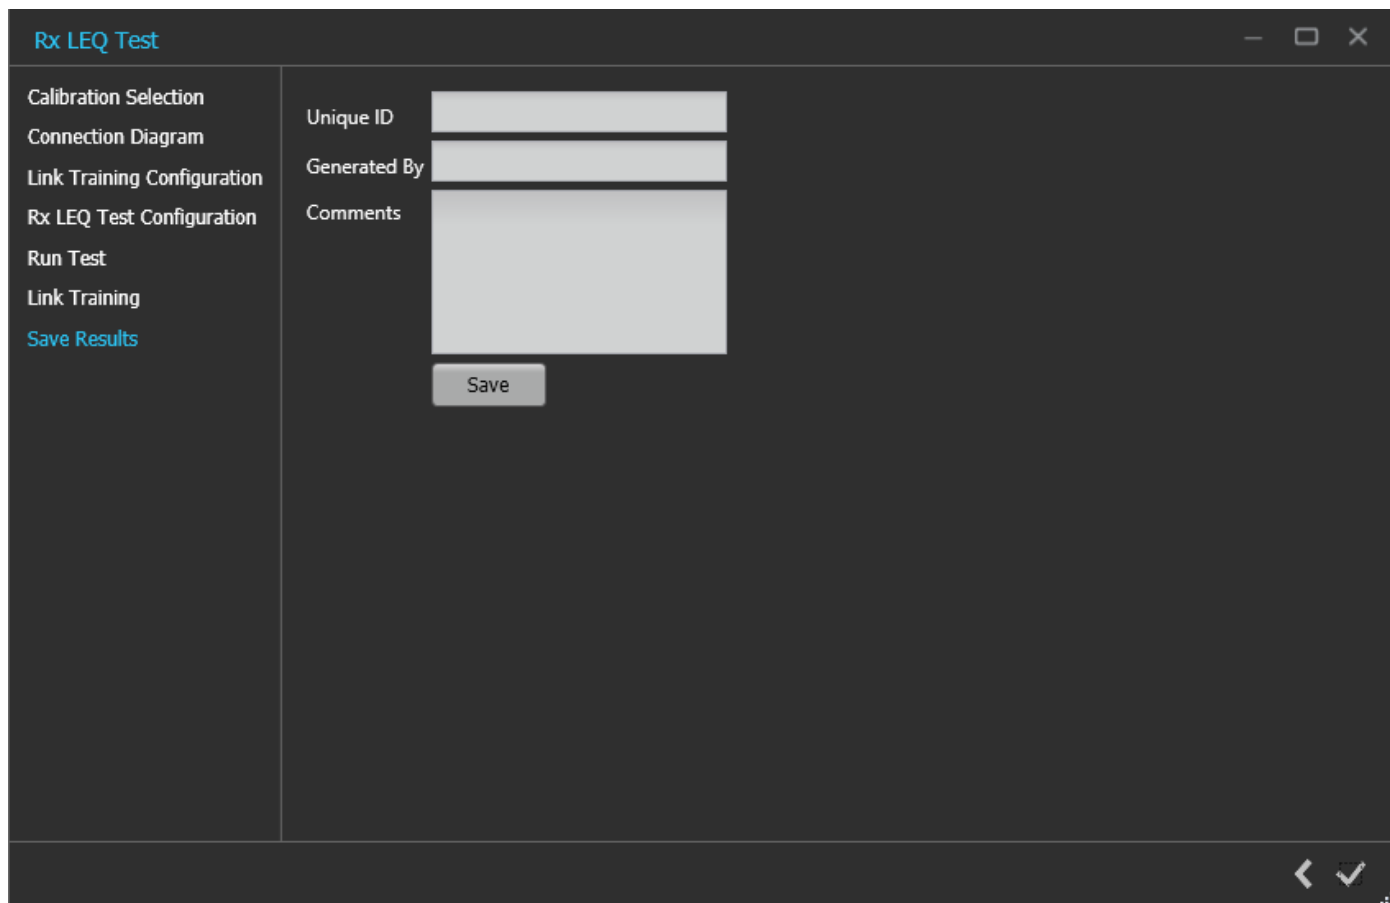 Rx LEQ Test
Calibration Selection
Connection Diagram
Link Training Configuration
Rx LEQ Test Configuration
Run Test
Link Training
Save Results
Unique ID
Generated By
Comments
Save